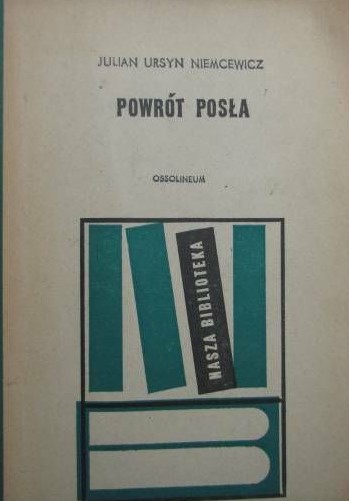 JULIAN URSYN NIEMCEWICZ
POWRÓT POSŁA
OSSOLINEUM
NASZA BIBLIOTEKA